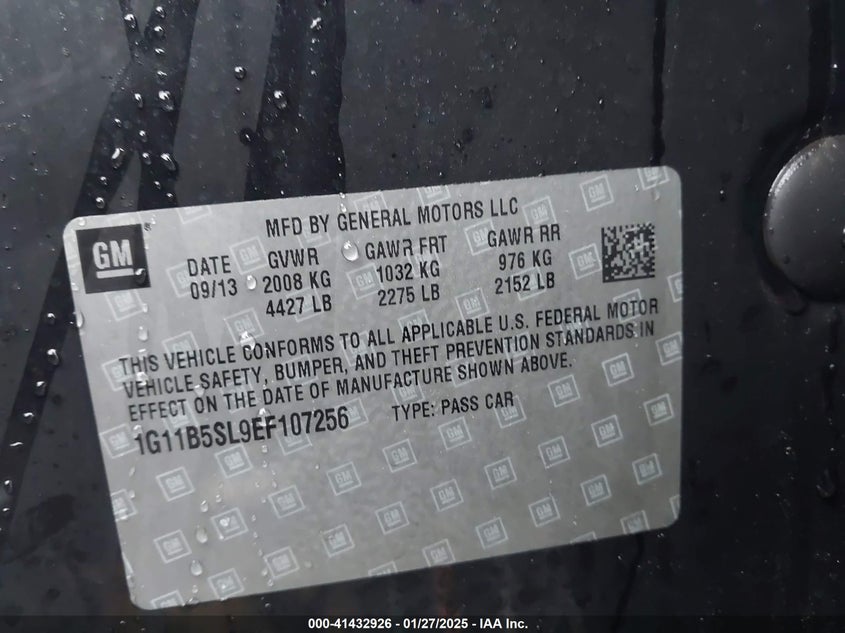 MFD BY GENERAL MOTORS LLC
GM®
DATE GVWR GAWR FRT GAWR RR
09/13 2008 KG 1032 KG 976 KG
4427 LB 2275 LB 2152 LB
THIS VEHICLE CONFORMS TO ALL APPLICABLE U.S. FEDERAL MOTOR
VEHICLE SAFETY, BUMPER, AND THEFT PREVENTION STANDARDS IN
EFFECT ON THE DATE OF MANUFACTURE SHOWN ABOVE.
1G11B5SL9EF107256 TYPE: PASS CAR
000-41432926 - 01/27/2025 - IAA Inc.